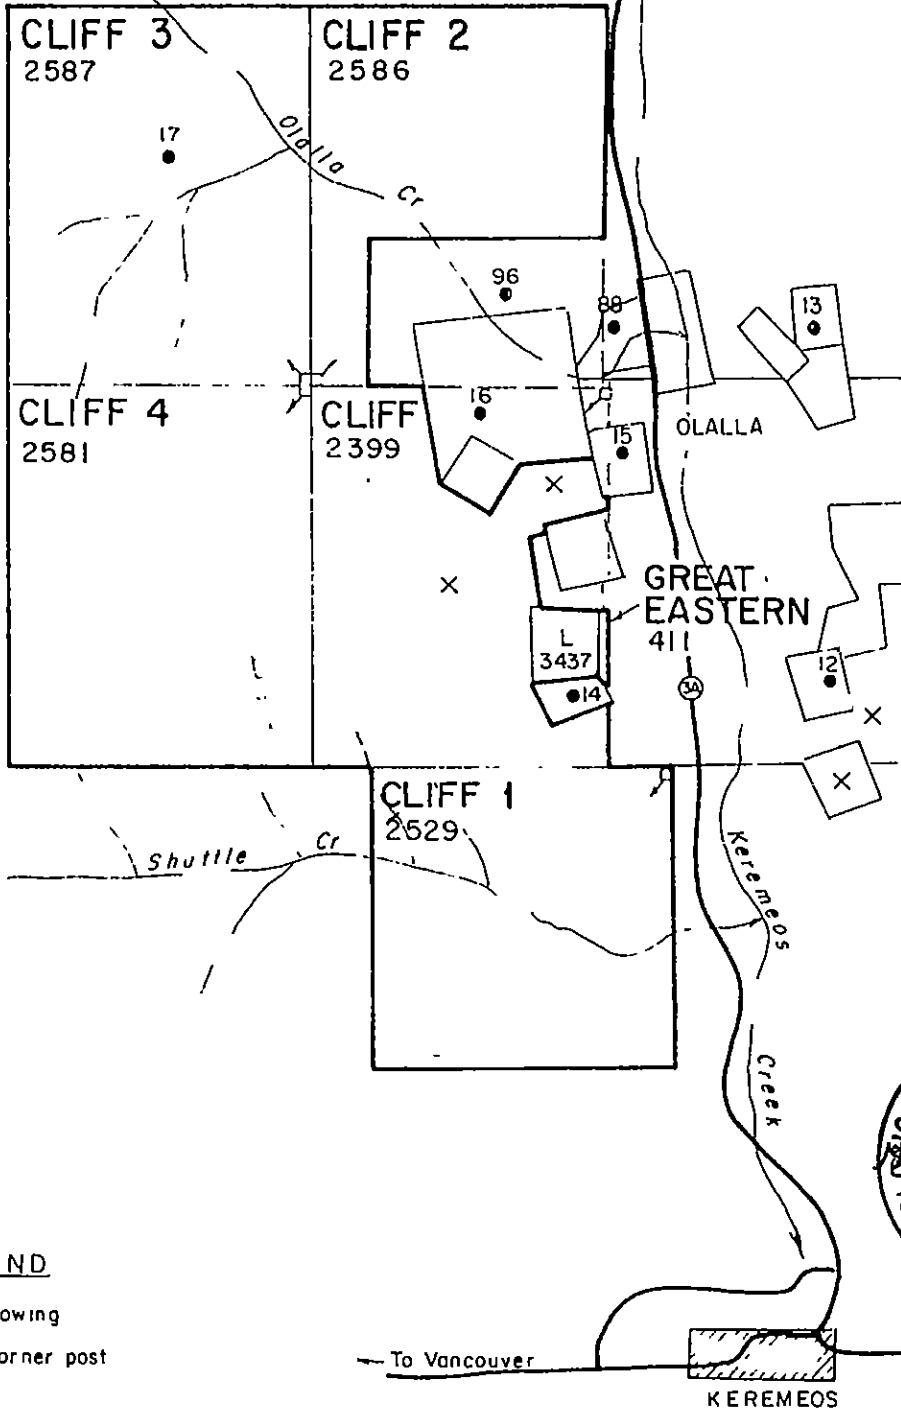 CLIFF 3
2587
CLIFF 2
2586
17
Olalla
Cr
96
88
13
CLIFF 4
2581
CLIFF
2399
16
15
OLALLA
GREAT
EASTERN
411
L
3437
14
3A
12
CLIFF 1
2529
Shuttle
Cr
Keremeos
Creek
ND
owing
orner post
To Vancouver
KEREMEOS